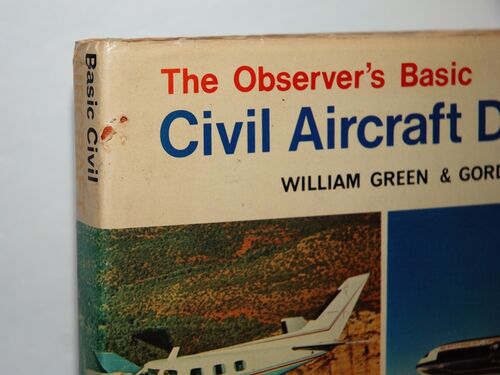 Basic Civil
The Observer's Basic
Civil Aircraft D
WILLIAM GREEN & GORD